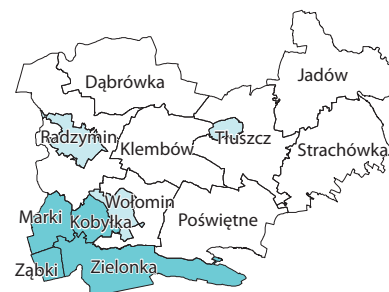 Jadów
Dąbrówka
Radzymin
Tłuszcz
Klembów
Strachówka
Wołomin
Marki
Kobyłka
Poświętne
Ząbki
Zielonka